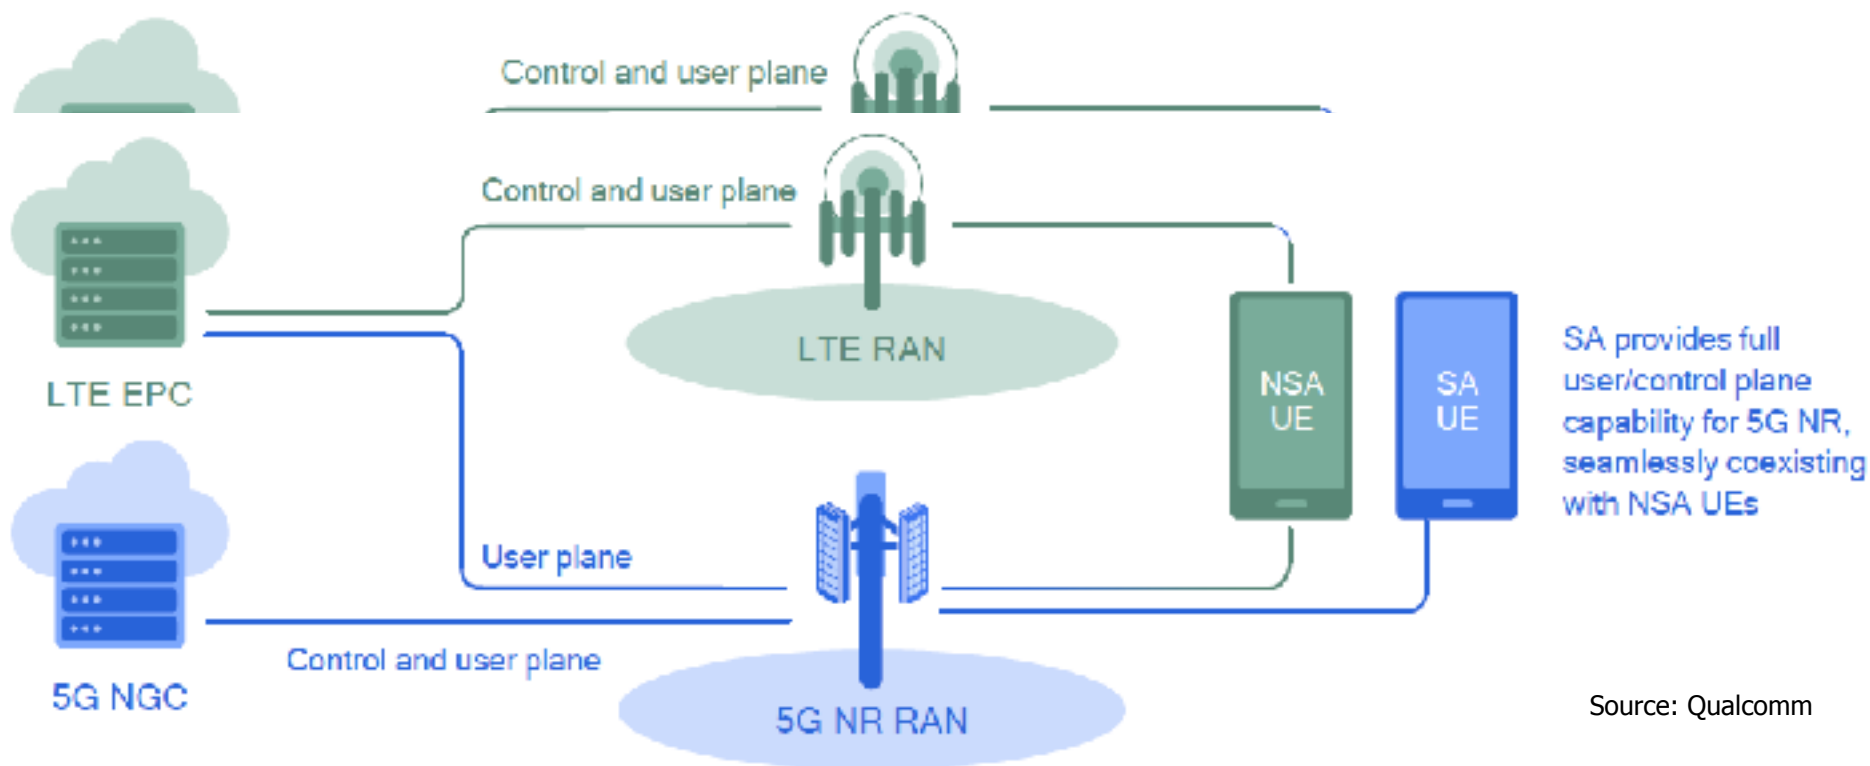 Control and user plane
Control and user plane
LTE RAN
LTE EPC
NSA
UE
SA
UE
SA provides full
user/control plane
capability for 5G NR,
seamlessly coexisting
with NSA UEs
User plane
Control and user plane
5G NGC
5G NR RAN
Source: Qualcomm